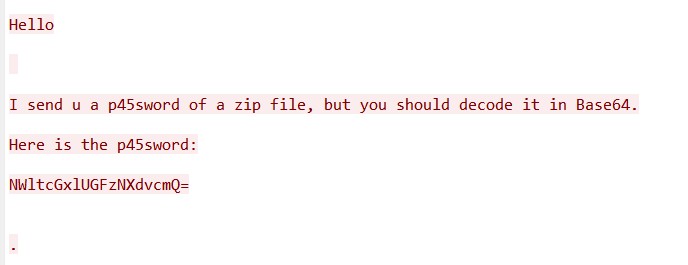 Hello
I send u a p45sword of a zip file, but you should decode it in Base64.
Here is the p45sword:
NWltcGxlUGFzNXdvcmQ=
.